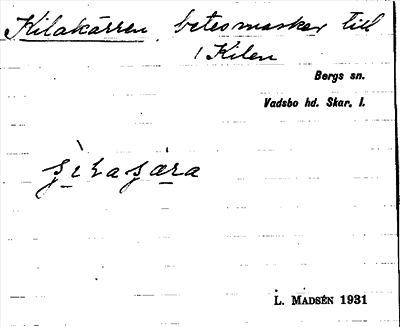 Kilakärren, betesmarker till
1 Kilen
Bergs sn.
Vadsbo hd. Skar. l.
L. MADSÉN 1931